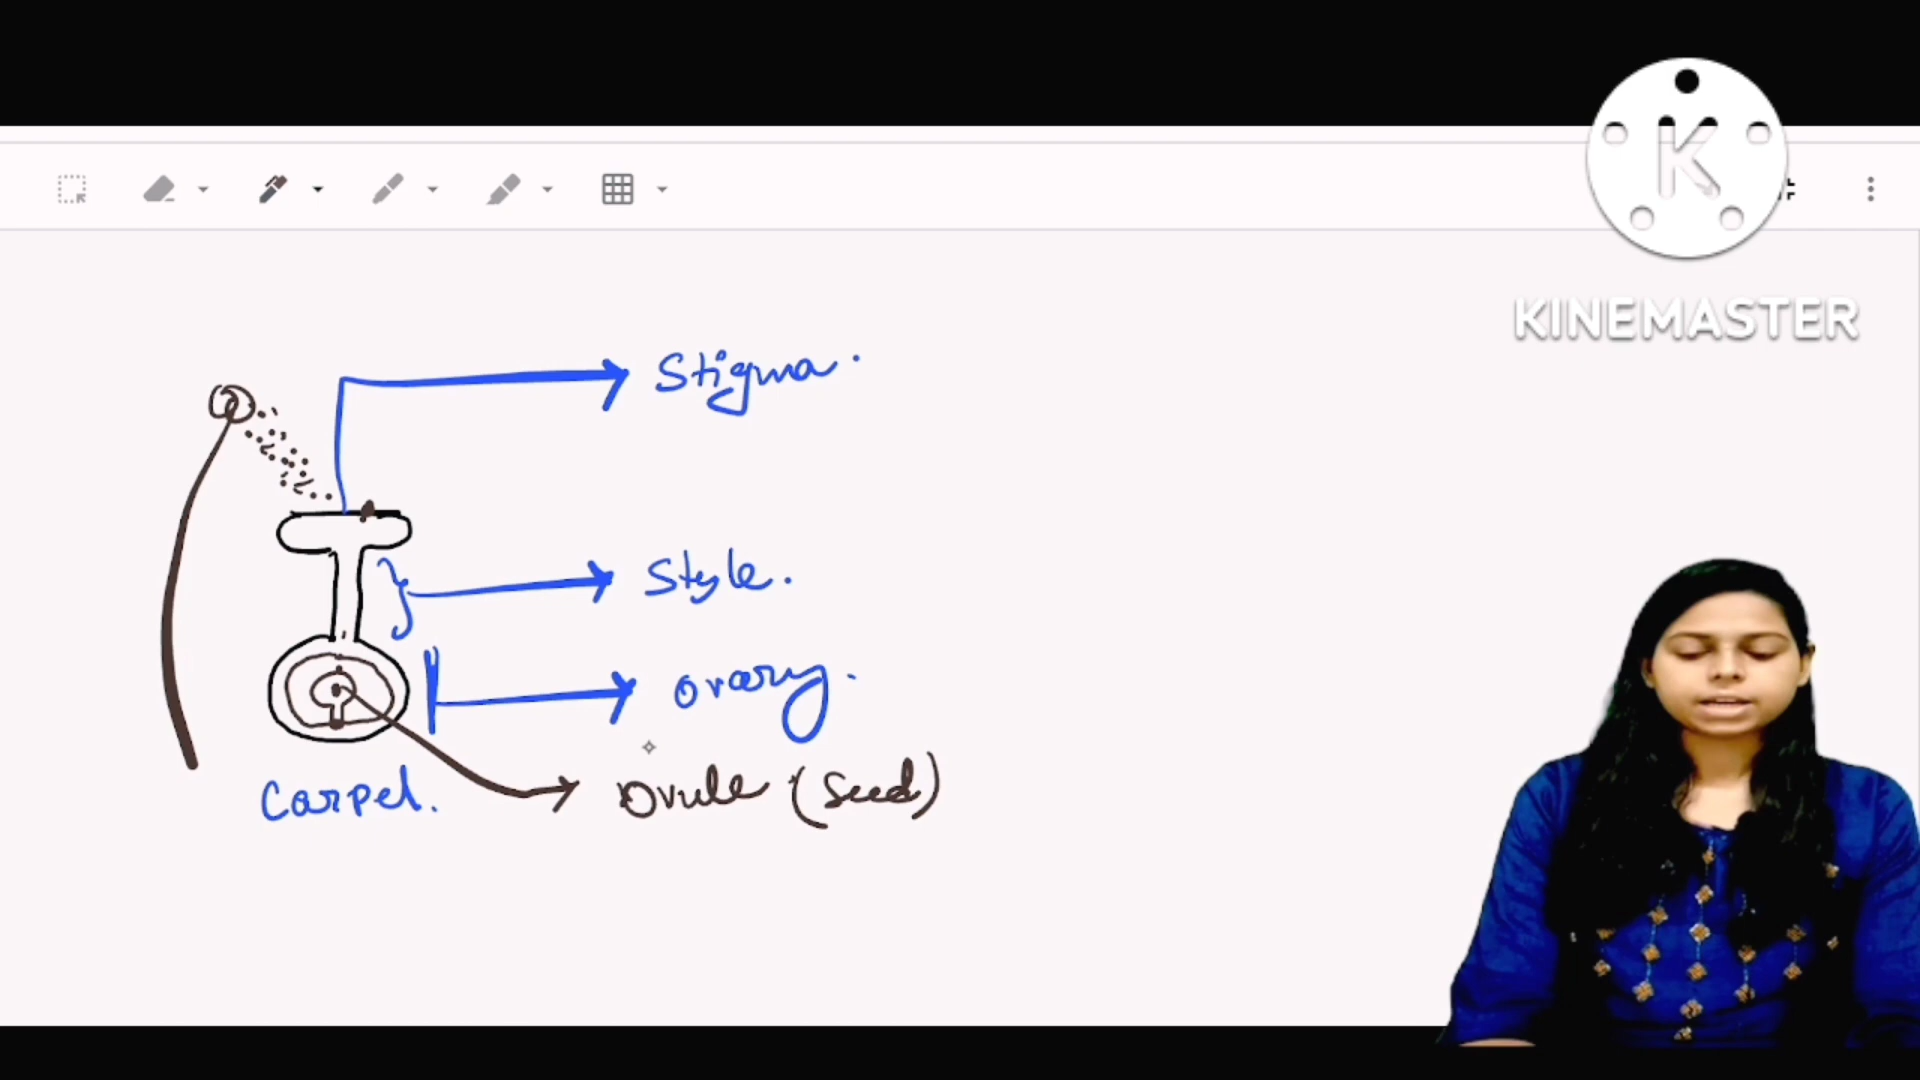 KINEMASTER
Stigma.
Style.
Ovary.
Ovule (Seed)
Carpel.